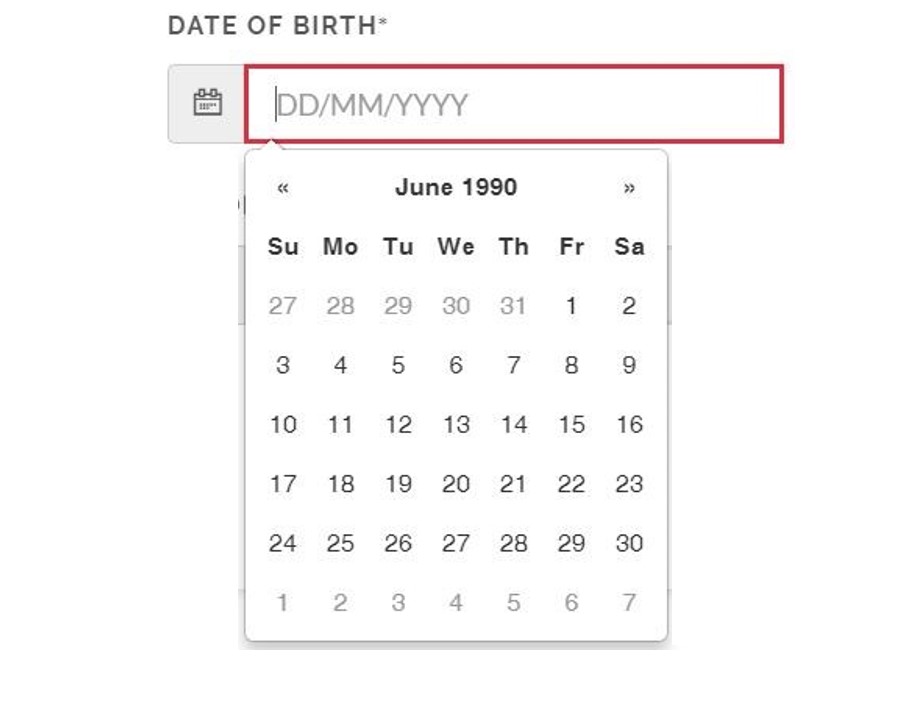 DATE OF BIRTH*
DD/MM/YYYY
« June 1990 »
Su Mo Tu We Th Fr Sa
27 28 29 30 31 1 2
3 4 5 6 7 8 9
10 11 12 13 14 15 16
17 18 19 20 21 22 23
24 25 26 27 28 29 30
1 2 3 4 5 6 7